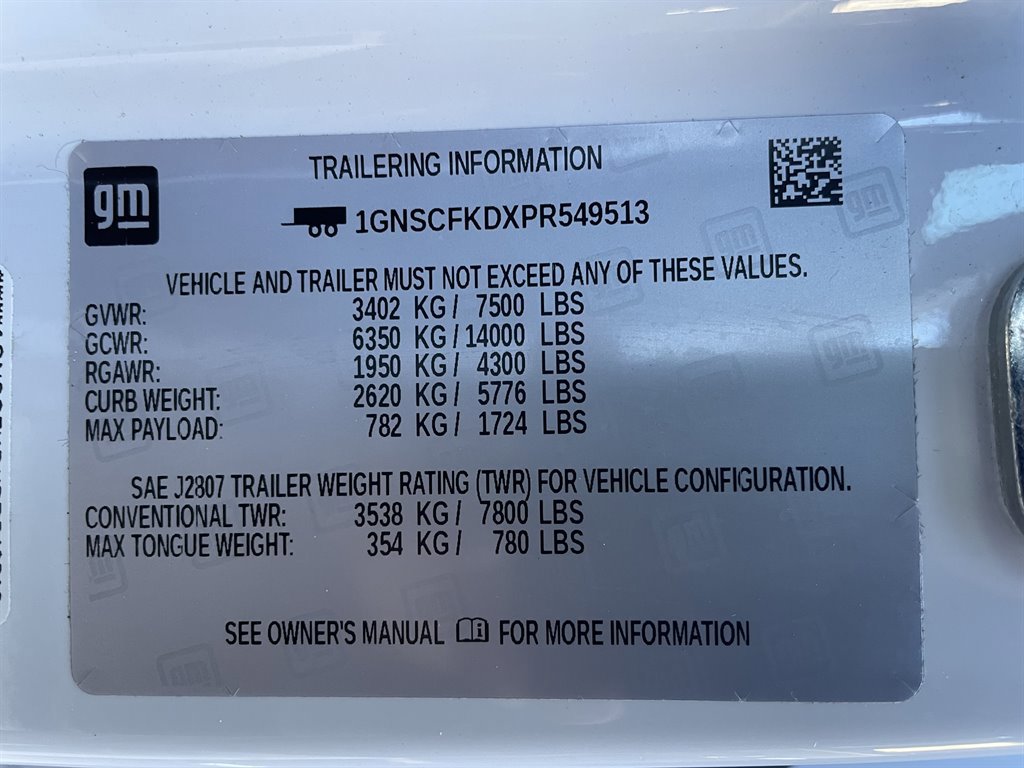 gm
TRAILERING INFORMATION
1GNSCFKDXPR549513
VEHICLE AND TRAILER MUST NOT EXCEED ANY OF THESE VALUES.
GVWR: 3402 KG/ 7500 LBS
GCWR: 6350 KG/14000 LBS
RGAWR: 1950 KG/ 4300 LBS
CURB WEIGHT: 2620 KG/ 5776 LBS
MAX PAYLOAD: 782 KG/ 1724 LBS
SAE J2807 TRAILER WEIGHT RATING (TWR) FOR VEHICLE CONFIGURATION.
CONVENTIONAL TWR: 3538 KG/ 7800 LBS
MAX TONGUE WEIGHT: 354 KG/ 780 LBS
SEE OWNER'S MANUAL FOR MORE INFORMATION